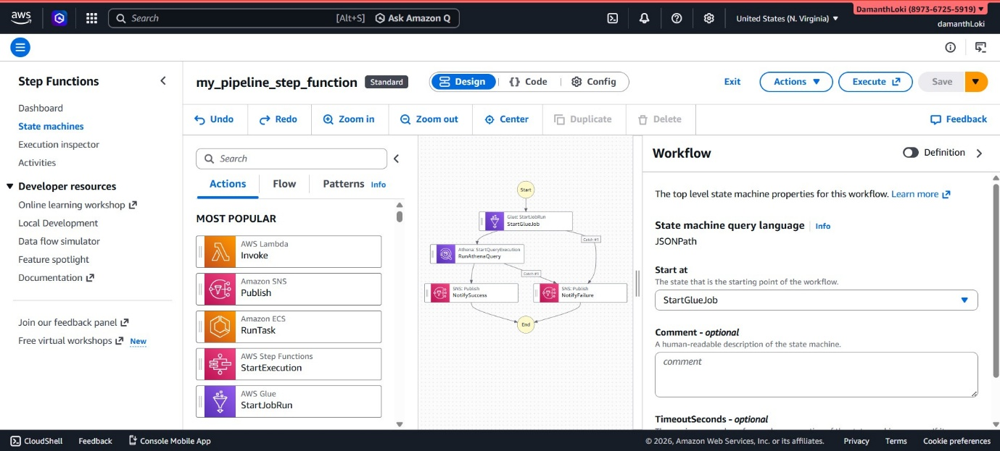 aws
Search [Alt+S] Ask Amazon Q
United States (N. Virginia)
DamanthLoki (8973-6725-5919)
damanthLoki
Step Functions
Dashboard
State machines
Execution inspector
Activities
Developer resources
Online learning workshop
Local Development
Data flow simulator
Feature spotlight
Documentation
Join our feedback panel
Free virtual workshops New
my_pipeline_step_function Standard
Design {} Code Config
Exit Actions Execute Save
Undo Redo Zoom in Zoom out Center Duplicate Delete Feedback
Search
Actions Flow Patterns Info
MOST POPULAR
AWS Lambda
Invoke
Amazon SNS
Publish
Amazon ECS
RunTask
AWS Step Functions
StartExecution
AWS Glue
StartJobRun
Start
Glue: StartJobRun
StartGlueJob
Catch #1
Athena: StartQueryExecution
RunAthenaQuery
Catch #1
SNS: Publish
NotifySuccess
SNS: Publish
NotifyFailure
End
Workflow Definition
The top level state machine properties for this workflow. Learn more
State machine query language Info
JSONPath
Start at
The state that is the starting point of the workflow.
StartGlueJob
Comment - optional
A human-readable description of the state machine.
comment
TimeoutSeconds - optional
CloudShell Feedback Console Mobile App
© 2026, Amazon Web Services, Inc. or its affiliates. Privacy Terms Cookie preferences